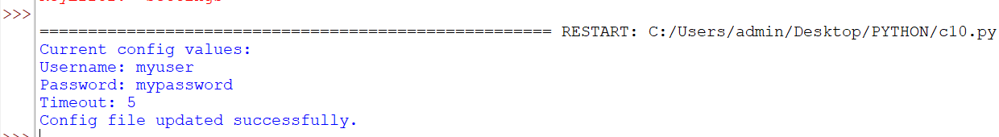 >>>
===================================================== RESTART: C:/Users/admin/Desktop/PYTHON/c10.py
Current config values:
Username: myuser
Password: mypassword
Timeout: 5
Config file updated successfully.
>>>